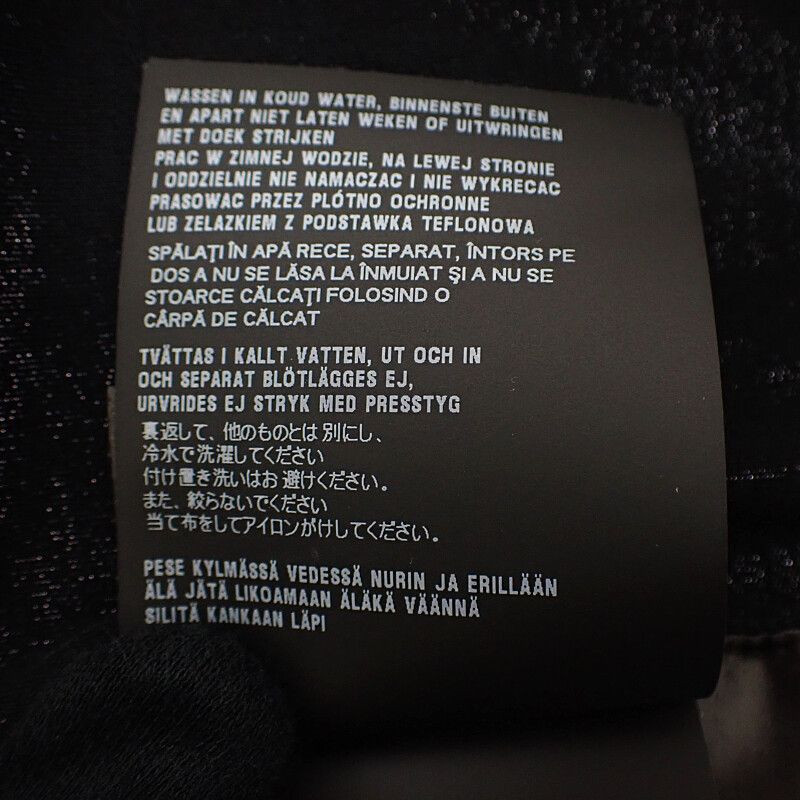 WASSEN IN KOUD WATER, BINNENSTE BUITEN
EN APART NIET LATEN WEKEN OF UITWRINGEN
MET DOEK STRIJKEN
PRAC W ZIMNEJ WODZIE, NA LEWEJ STRONIE
I ODDZIELNIE NIE NAMACZAC I NIE WYKRECAC
PRASOWAC PRZEZ PLÓTNO OCHRONNE
LUB ZELAZKIEM Z PODSTAWKA TEFLONOWA
SPĂLAŢI ÎN APĂ RECE, SEPARAT, ÎNTORS PE
DOS A NU SE LĂSA LA ÎNMUIAT ŞI A NU SE
STOARCE CĂLCAŢI FOLOSIND O
CÂRPĂ DE CĂLCAT
TVÄTTAS I KALLT VATTEN, UT OCH IN
OCH SEPARAT BLÖTLÄGGES EJ,
URVRIDES EJ STRYK MED PRESSTYG
裏返して、他のものとは別にし、
冷水で洗濯してください
付け置き洗いはお避けください。
また、絞らないでください
当て布をしてアイロンがけしてください。
PESE KYLMÄSSÄ VEDESSÄ NURIN JA ERILLÄÄN
ÄLÄ JÄTÄ LIKOAMAAN ÄLÄKÄ VÄÄNNÄ
SILITÄ KANKAAN LÄPI